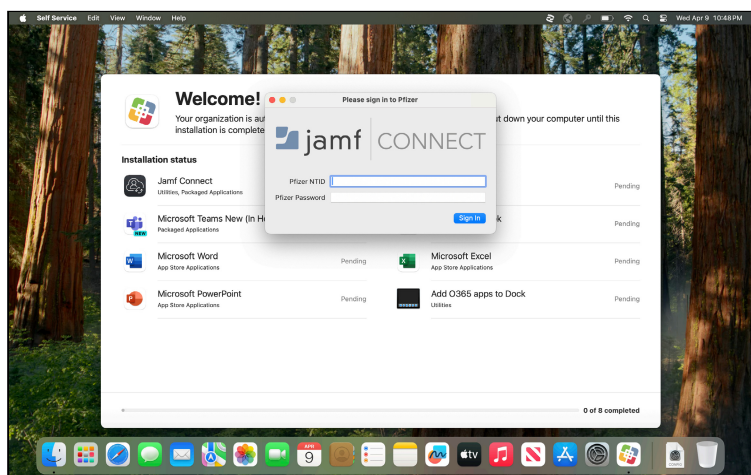 Self Service Edit View Window Help Wed Apr 9 10:48 PM
Welcome!
Your organization is au
t down your computer until this
installation is complete
Please sign in to Pfizer
jamf CONNECT
Pfizer NTID
Pfizer Password
Sign In
Installation status
Jamf Connect
Utilities, Packaged Applications
Pending
Microsoft Teams New (In Ho
Packaged Applications
k
Pending
Microsoft Word
App Store Applications
Pending
Microsoft Excel
App Store Applications
Pending
Microsoft PowerPoint
App Store Applications
Pending
Add O365 apps to Dock
Utilities
Pending
0 of 8 completed
NEW
APR
9
tv
CONFIG